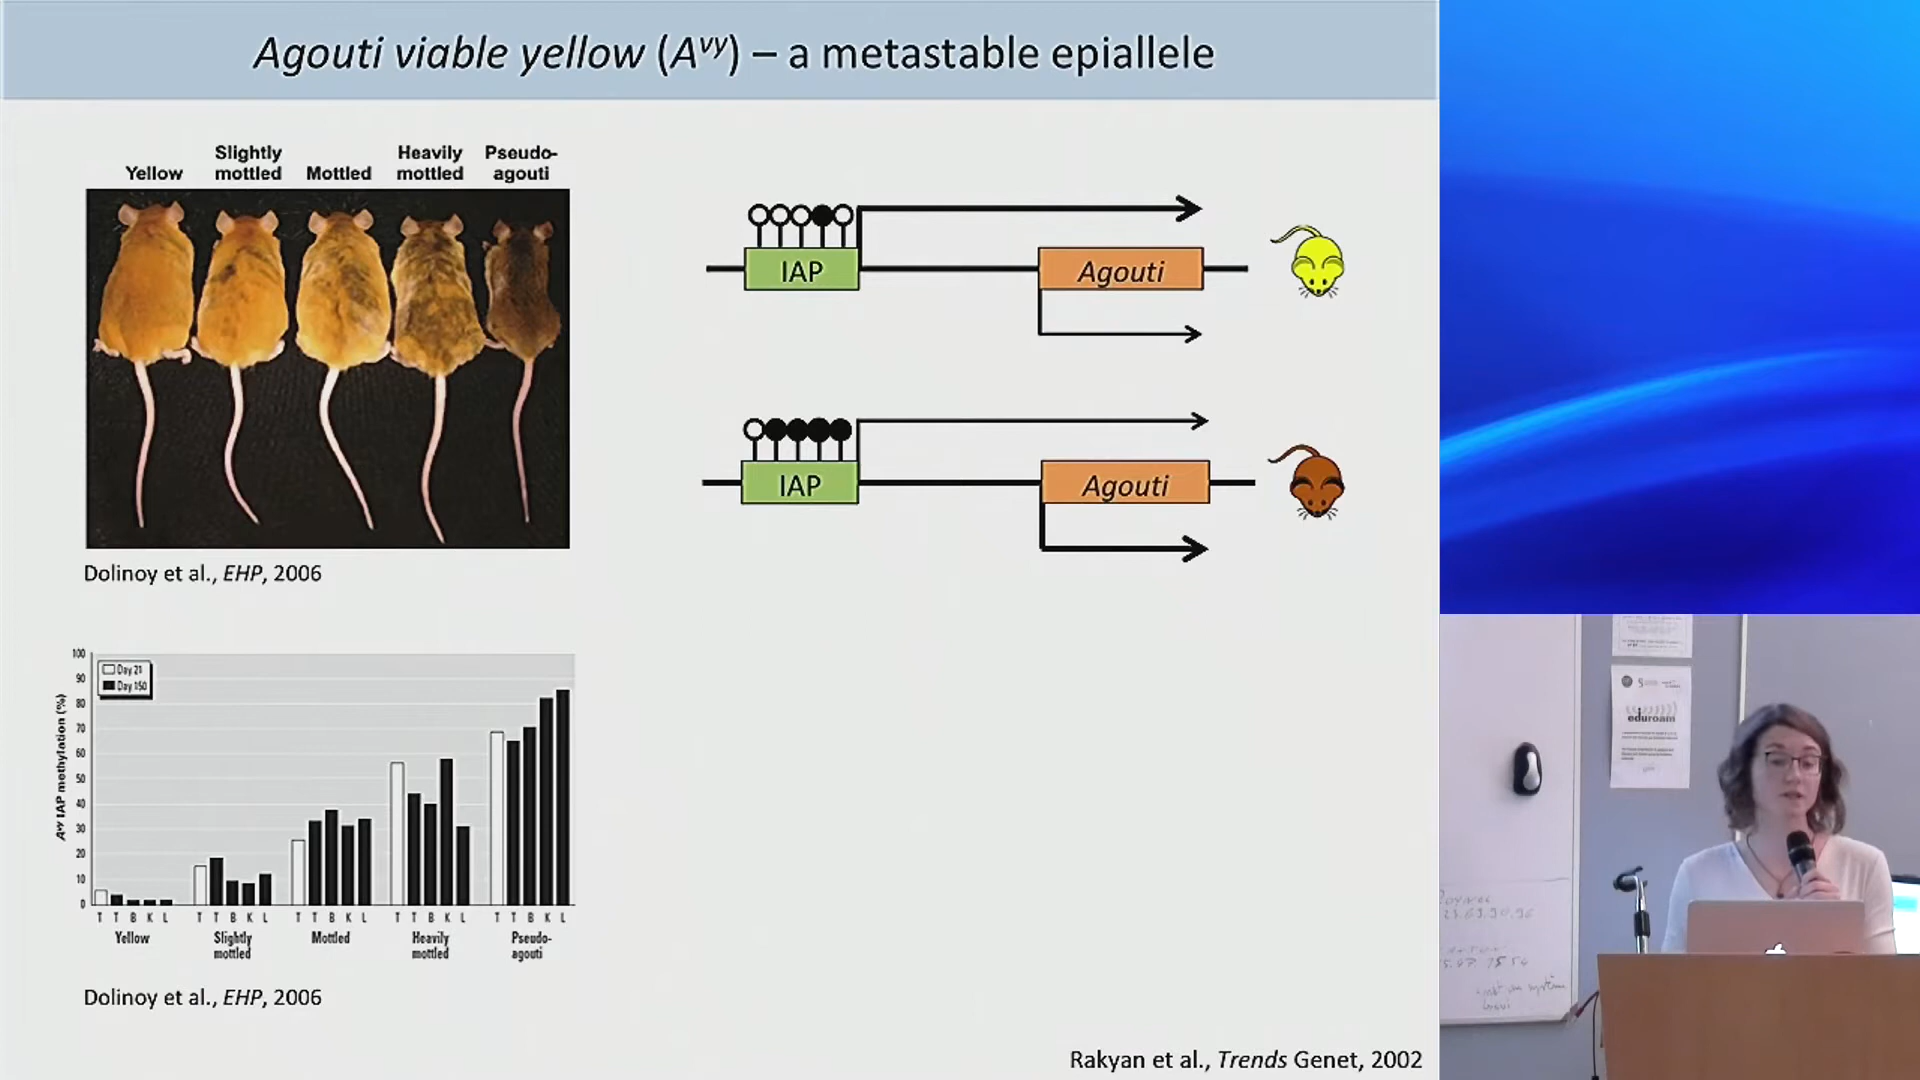 Agouti viable yellow (Avy) – a metastable epiallele
Yellow
Slightly
mottled
Mottled
Heavily
mottled
Pseudo-
agouti
Dolinoy et al., EHP, 2006
IAP
Agouti
IAP
Agouti
100
90
80
70
60
50
40
30
20
10
0
Avy IAP methylation (%)
Day 21
Day 150
T T B K L
T T B K L
T T B K L
T T B K L
T T B K L
Yellow
Slightly
mottled
Mottled
Heavily
mottled
Pseudo-
agouti
Dolinoy et al., EHP, 2006
Rakyan et al., Trends Genet, 2002
eduroam